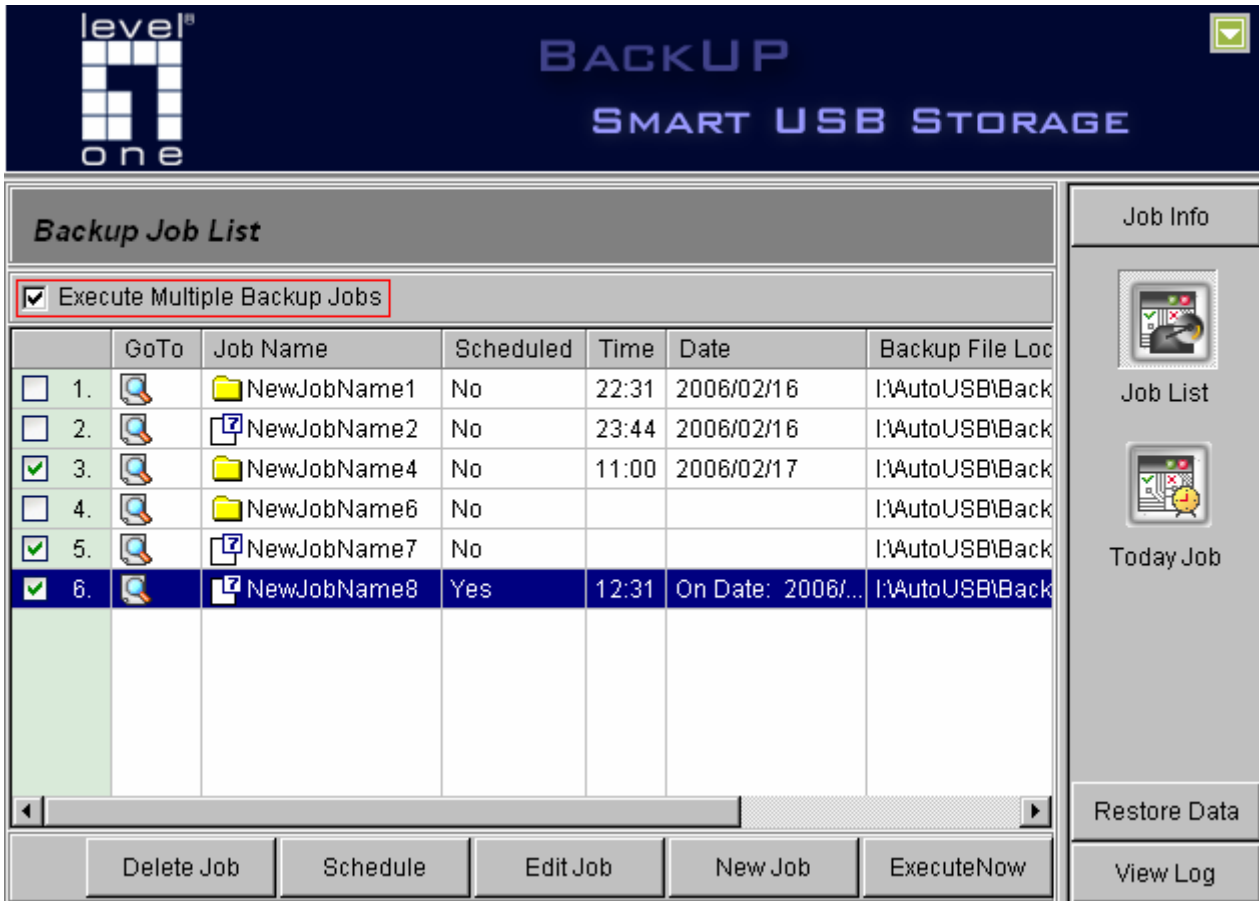 level®
one
BACKUP
SMART USB STORAGE
Backup Job List
Execute Multiple Backup Jobs
GoTo Job Name Scheduled Time Date Backup File Loc
1. NewJobName1 No 22:31 2006/02/16 I:\AutoUSB\Back
2. NewJobName2 No 23:44 2006/02/16 I:\AutoUSB\Back
3. NewJobName4 No 11:00 2006/02/17 I:\AutoUSB\Back
4. NewJobName6 No I:\AutoUSB\Back
5. NewJobName7 No I:\AutoUSB\Back
6. NewJobName8 Yes 12:31 On Date: 2006/... I:\AutoUSB\Back
Delete Job Schedule Edit Job New Job ExecuteNow
Job Info
Job List
Today Job
Restore Data
View Log